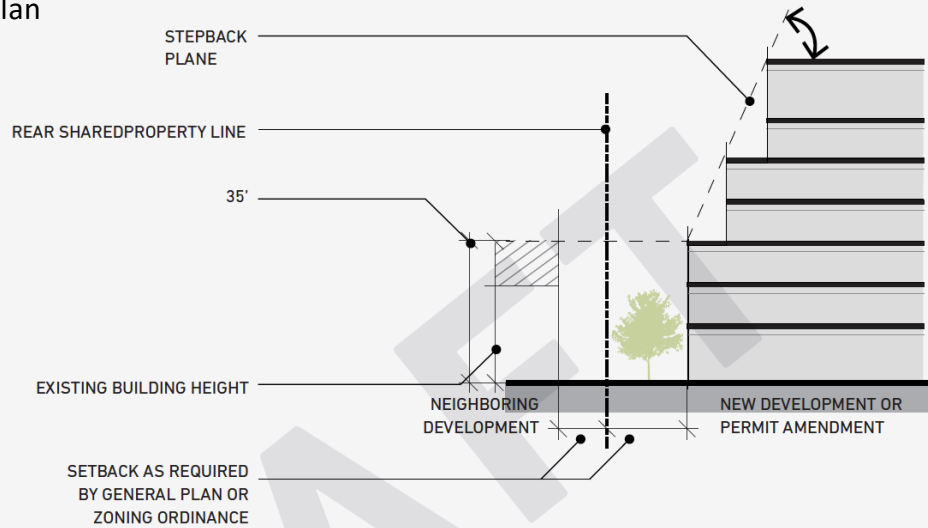 lan
STEPBACK
PLANE
REAR SHAREDPROPERTY LINE
35'
EXISTING BUILDING HEIGHT
NEIGHBORING
DEVELOPMENT
NEW DEVELOPMENT OR
PERMIT AMENDMENT
SETBACK AS REQUIRED
BY GENERAL PLAN OR
ZONING ORDINANCE
AFT